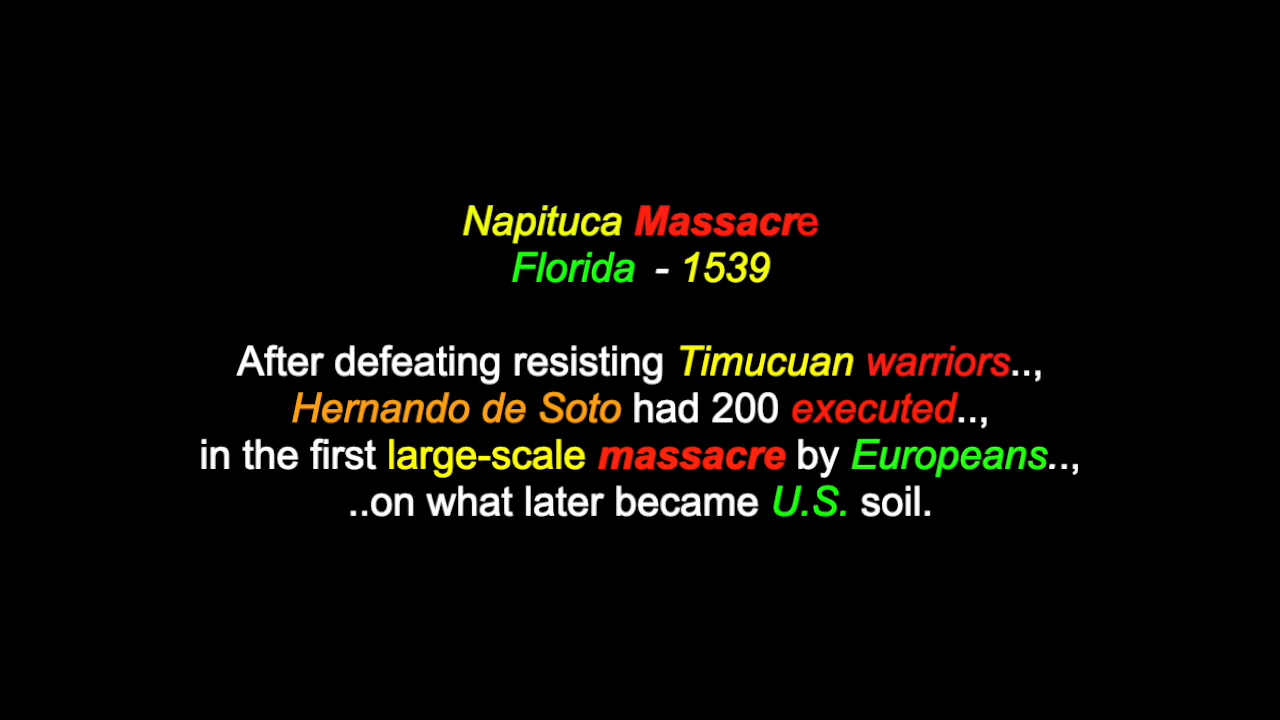 Napituca Massacre
Florida - 1539
After defeating resisting Timucuan warriors..,
Hernando de Soto had 200 executed..,
in the first large-scale massacre by Europeans..,
..on what later became U.S. soil.